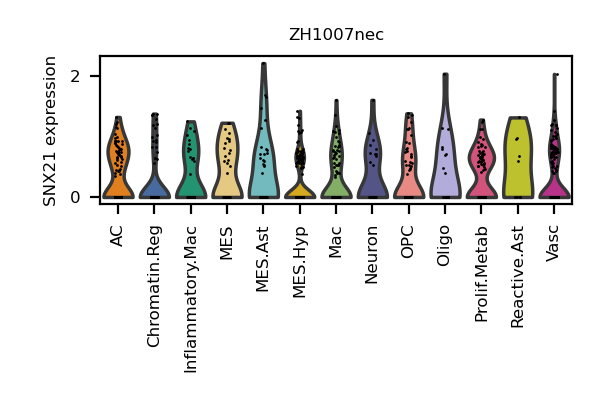 ZH1007nec
SNX21 expression
2
0
AC
Chromatin.Reg
Inflammatory.Mac
MES
MES.Ast
MES.Hyp
Mac
Neuron
OPC
Oligo
Prolif.Metab
Reactive.Ast
Vasc